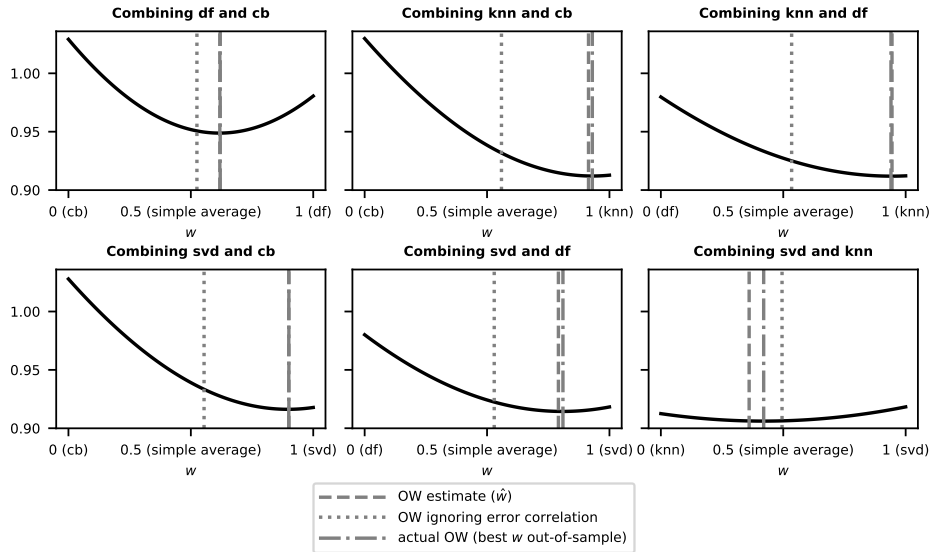 Combining df and cb
Combining knn and cb
Combining knn and df
1.00
0.95
0.90
0 (cb) 0.5 (simple average) 1 (df)
w
0 (cb) 0.5 (simple average) 1 (knn)
w
0 (df) 0.5 (simple average) 1 (knn)
w
Combining svd and cb
Combining svd and df
Combining svd and knn
1.00
0.95
0.90
0 (cb) 0.5 (simple average) 1 (svd)
w
0 (df) 0.5 (simple average) 1 (svd)
w
0 (knn) 0.5 (simple average) 1 (svd)
w
OW estimate (ŵ)
OW ignoring error correlation
actual OW (best w out-of-sample)